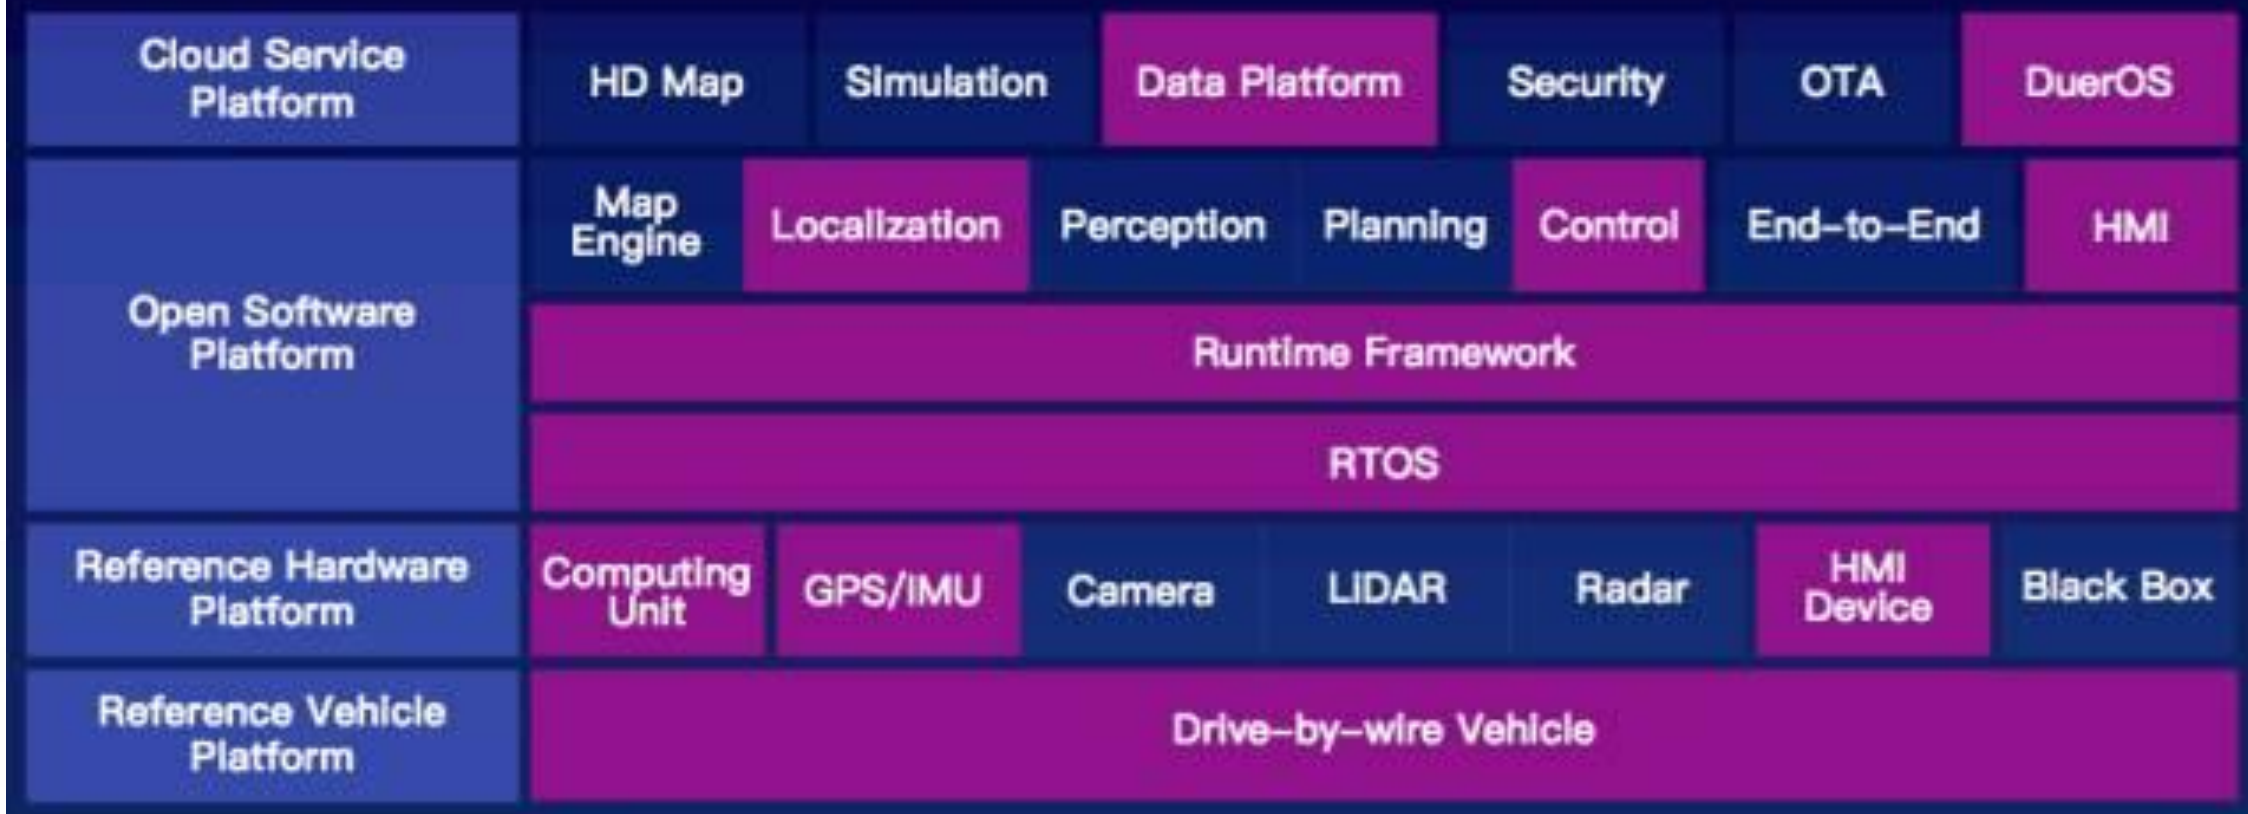 Cloud Service
Platform
HD Map
Simulation
Data Platform
Security
OTA
DuerOS
Open Software
Platform
Map
Engine
Localization
Perception
Planning
Control
End-to-End
HMI
Runtime Framework
RTOS
Reference Hardware
Platform
Computing
Unit
GPS/IMU
Camera
LIDAR
Radar
HMI
Device
Black Box
Reference Vehicle
Platform
Drive-by-wire Vehicle